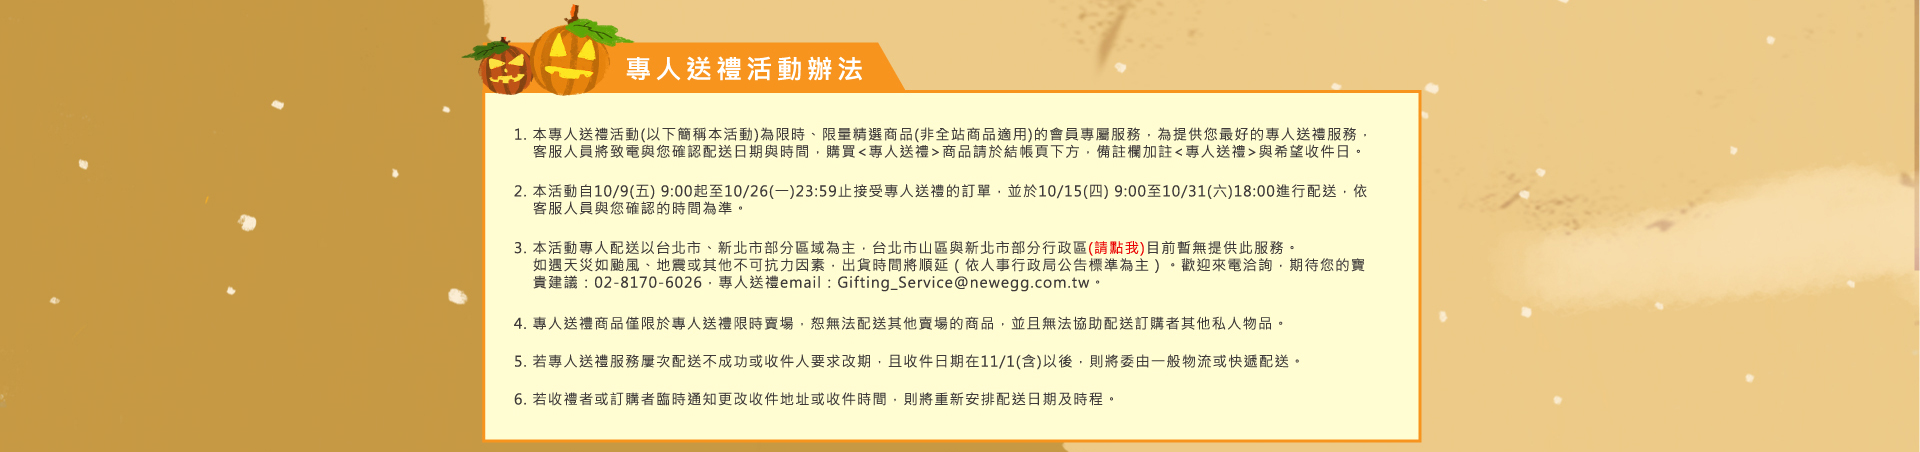 專人送禮活動辦法
1. 本專人送禮活動(以下簡稱本活動)為限時、限量精選商品(非全站商品適用)的會員專屬服務，為提供您最好的專人送禮服務，
客服人員將致電與您確認配送日期與時間，購買<專人送禮>商品請於結帳頁下方，備註欄加註<專人送禮>與希望收件日。
2. 本活動自10/9(五) 9:00起至10/26(一)23:59止接受專人送禮的訂單，並於10/15(四) 9:00至10/31(六)18:00進行配送，依
客服人員與您確認的時間為準。
3. 本活動專人配送以台北市、新北市部分區域為主，台北市山區與新北市部分行政區(請點我)目前暫無提供此服務。
如遇天災如颱風、地震或其他不可抗力因素，出貨時間將順延（依人事行政局公告標準為主）。歡迎來電洽詢，期待您的寶
貴建議：02-8170-6026，專人送禮email：Gifting_Service@newegg.com.tw。
4. 專人送禮商品僅限於專人送禮限時賣場，恕無法配送其他賣場的商品，並且無法協助配送訂購者其他私人物品。
5. 若專人送禮服務屢次配送不成功或收件人要求改期，且收件日期在11/1(含)以後，則將委由一般物流或快遞配送。
6. 若收禮者或訂購者臨時通知更改收件地址或收件時間，則將重新安排配送日期及時程。